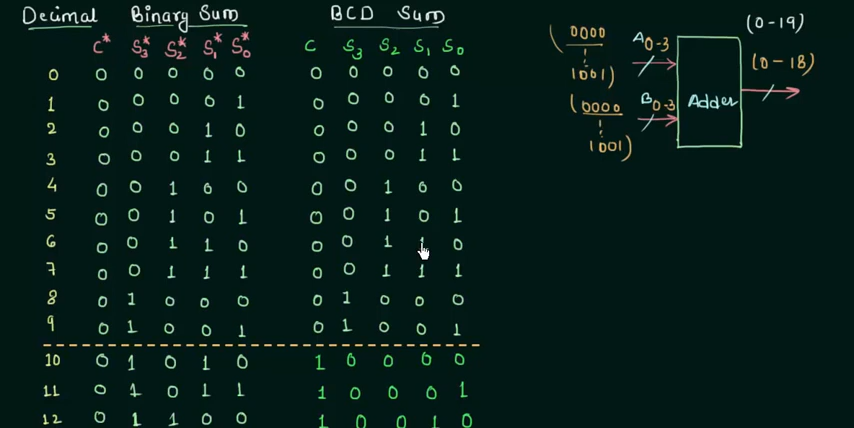 Decimal Binary Sum BCD Sum
C* S3* S2* S1* S0* C S3 S2 S1 S0
0 0 0 0 0 0 0 0 0 0 0
1 0 0 0 0 1 0 0 0 0 1
2 0 0 0 1 0 0 0 0 1 0
3 0 0 0 1 1 0 0 0 1 1
4 0 0 1 0 0 0 0 1 0 0
5 0 0 1 0 1 0 0 1 0 1
6 0 0 1 1 0 0 0 1 1 0
7 0 0 1 1 1 0 0 1 1 1
8 0 1 0 0 0 0 1 0 0 0
9 0 1 0 0 1 0 1 0 0 1
10 0 1 0 1 0 1 0 0 0 0
11 0 1 0 1 1 1 0 0 0 1
12 0 1 1 0 0 1 0 0 1 0
(0000
1001)
A0-3
(0000
1001)
B0-3
Adder
(0-19)
(0-18)